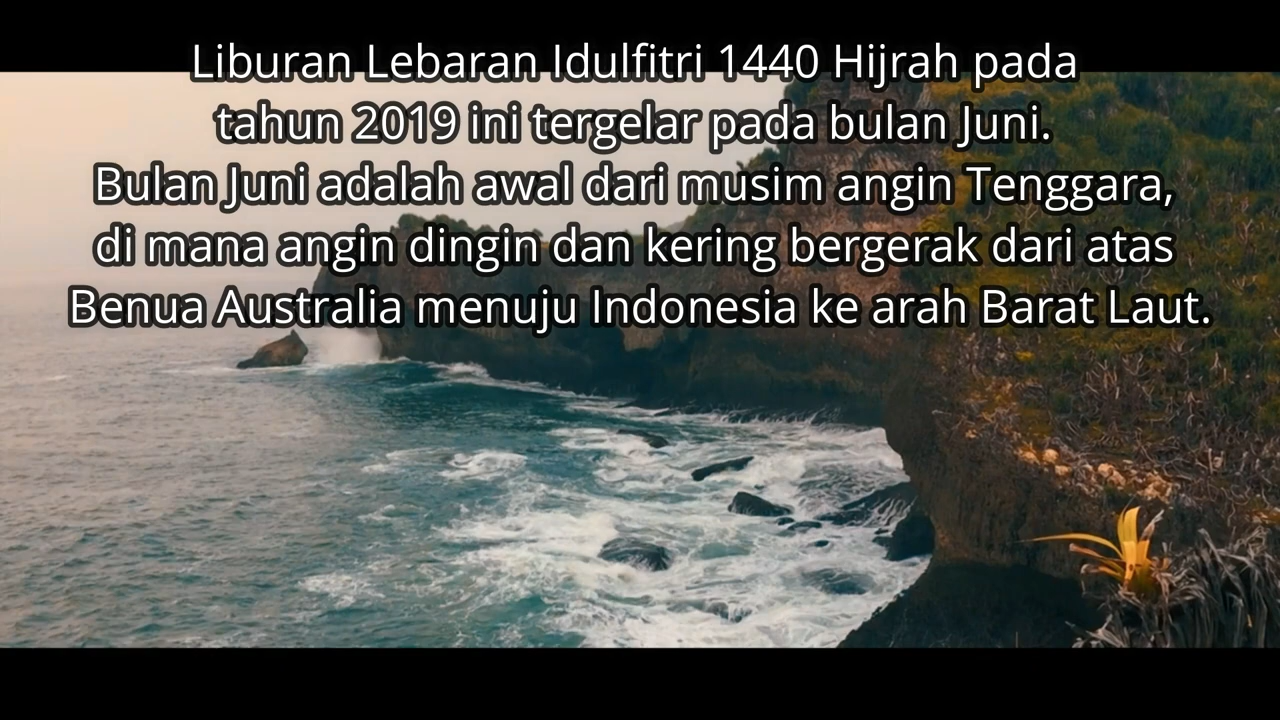 Liburan Lebaran Idulfitri 1440 Hijrah pada
tahun 2019 ini tergelar pada bulan Juni.
Bulan Juni adalah awal dari musim angin Tenggara,
di mana angin dingin dan kering bergerak dari atas
Benua Australia menuju Indonesia ke arah Barat Laut.